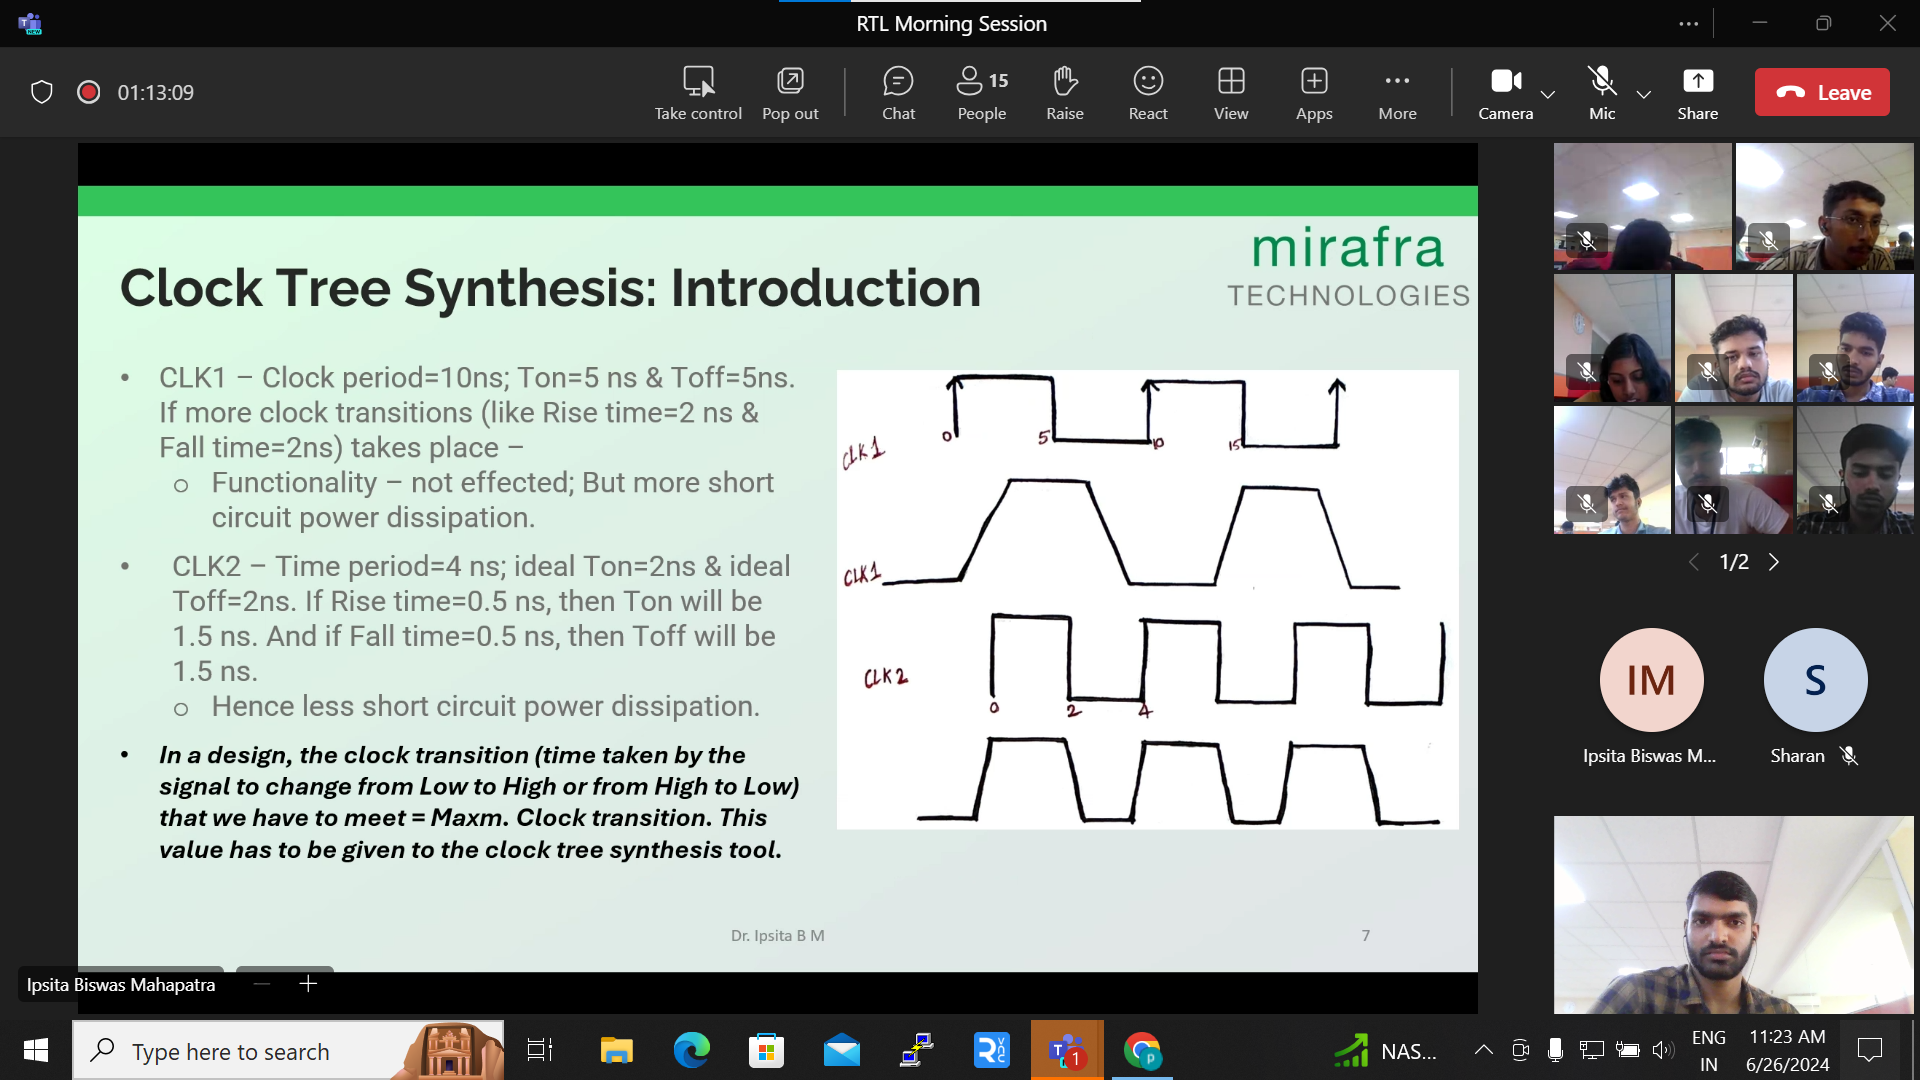 RTL Morning Session
01:13:09
Take control
Pop out
Chat
15
People
Raise
React
View
Apps
More
Camera
Mic
Share
Leave
mirafra
TECHNOLOGIES
Clock Tree Synthesis: Introduction
• CLK1 – Clock period=10ns; Ton=5 ns & Toff=5ns.
If more clock transitions (like Rise time=2 ns &
Fall time=2ns) takes place –
o Functionality – not effected; But more short
circuit power dissipation.
• CLK2 – Time period=4 ns; ideal Ton=2ns & ideal
Toff=2ns. If Rise time=0.5 ns, then Ton will be
1.5 ns. And if Fall time=0.5 ns, then Toff will be
1.5 ns.
o Hence less short circuit power dissipation.
• In a design, the clock transition (time taken by the
signal to change from Low to High or from High to Low)
that we have to meet = Maxm. Clock transition. This
value has to be given to the clock tree synthesis tool.
CLK1
0 5 10 15
CLK1
CLK2
0 2 4
Dr. Ipsita B M
7
1/2
IM
S
Ipsita Biswas M...
Sharan
Ipsita Biswas Mahapatra
Type here to search
1
p
NAS...
ENG
IN
11:23 AM
6/26/2024